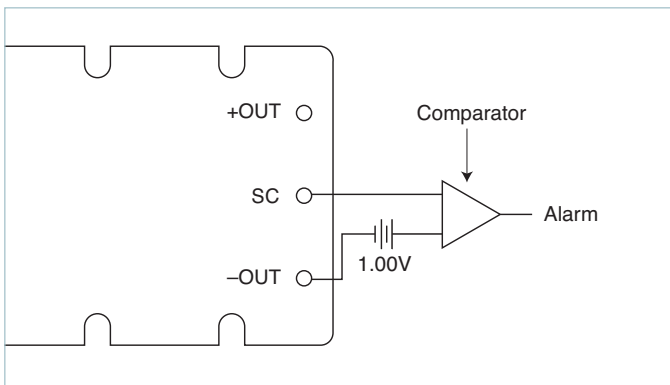 +OUT
Comparator
SC
Alarm
1.00V
–OUT